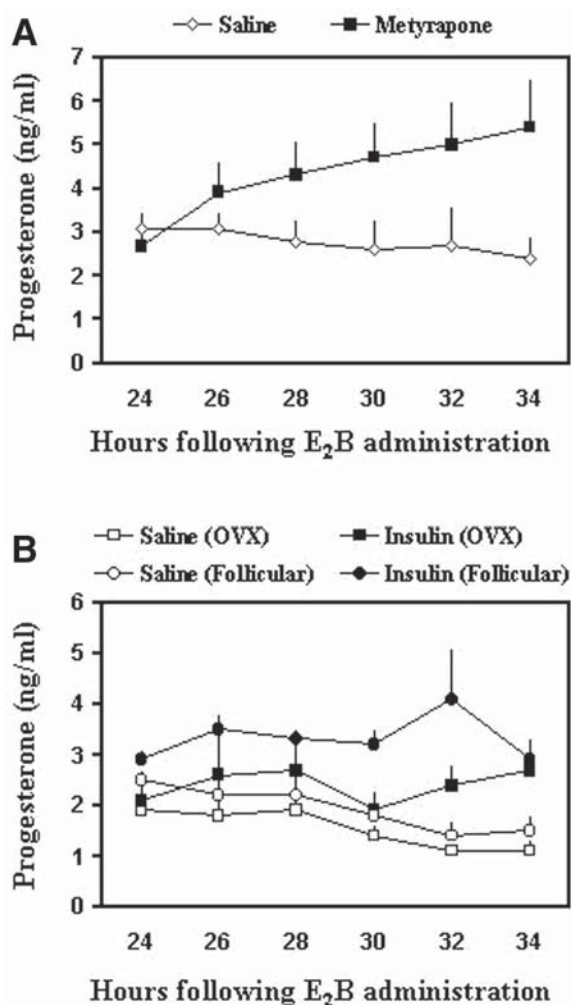 A
Saline Metyrapone
7
6
5
4
3
2
1
0
Progesterone (ng/ml)
24 26 28 30 32 34
Hours following E₂B administration
B
Saline (OVX) Insulin (OVX)
Saline (Follicular) Insulin (Follicular)
6
5
4
3
2
1
0
Progesterone (ng/ml)
24 26 28 30 32 34
Hours following E₂B administration